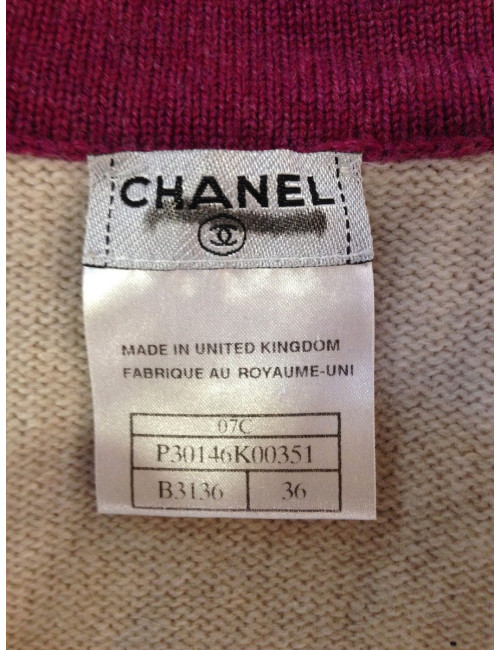 CHANEL
MADE IN UNITED KINGDOM
FABRIQUE AU ROYAUME-UNI
07C
P30146K00351
B3136 36